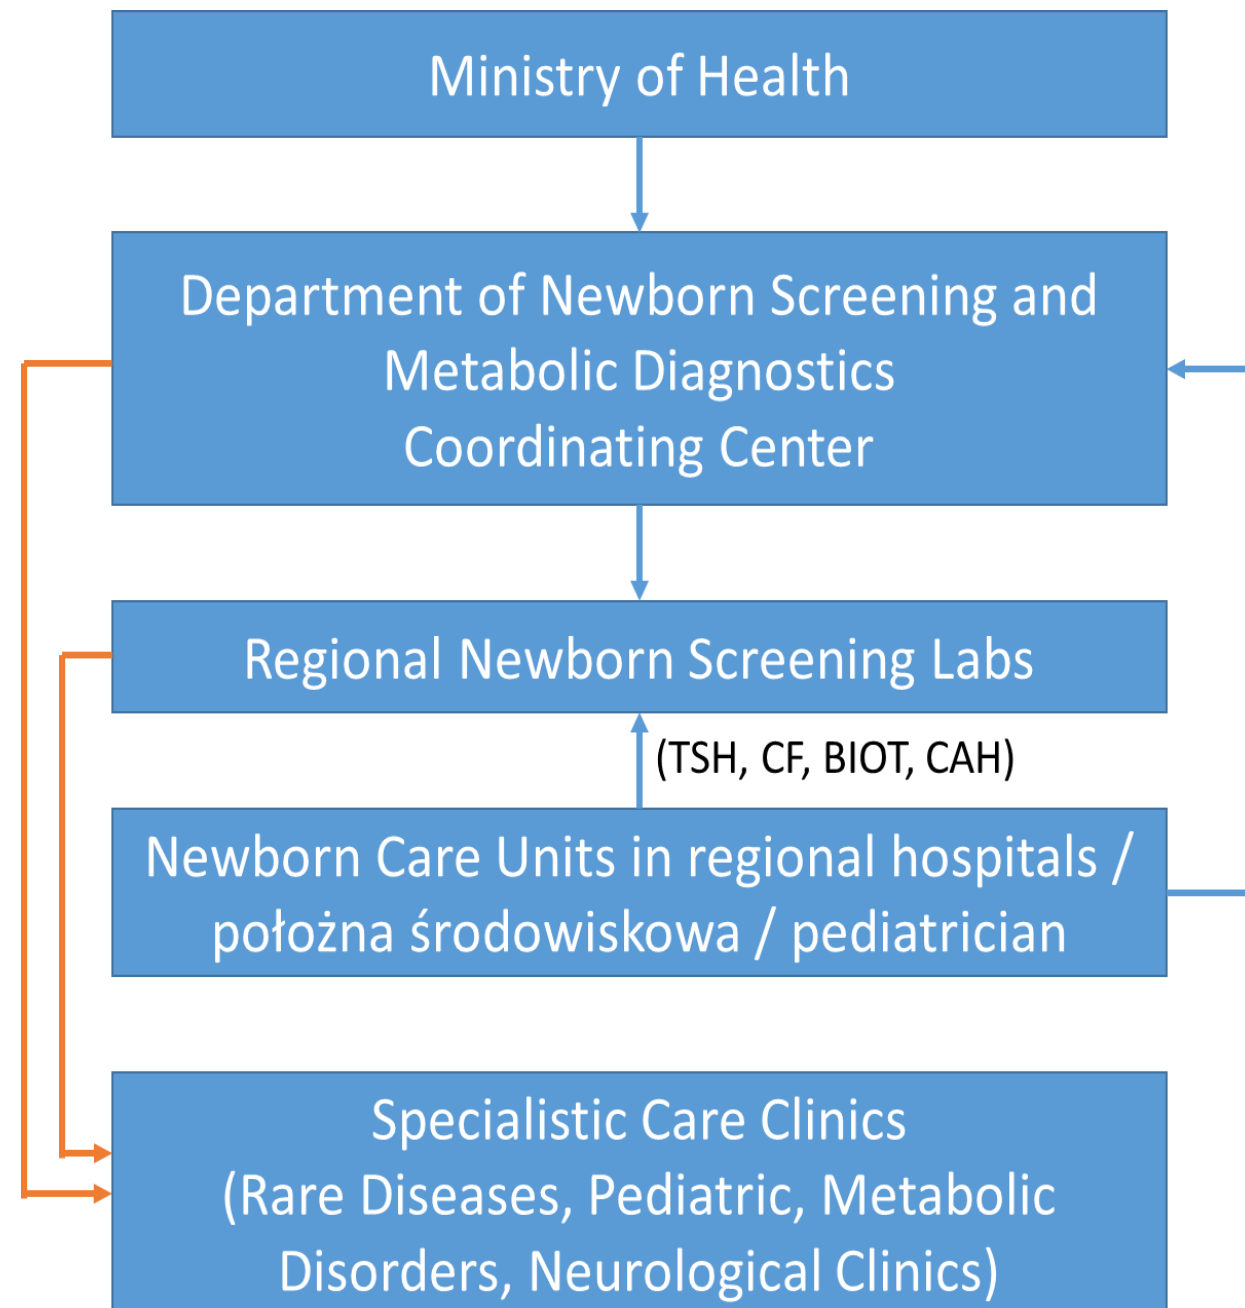 Ministry of Health
Department of Newborn Screening and
Metabolic Diagnostics
Coordinating Center
Regional Newborn Screening Labs
(TSH, CF, BIOT, CAH)
Newborn Care Units in regional hospitals /
położna środowiskowa / pediatrician
Specialistic Care Clinics
(Rare Diseases, Pediatric, Metabolic
Disorders, Neurological Clinics)